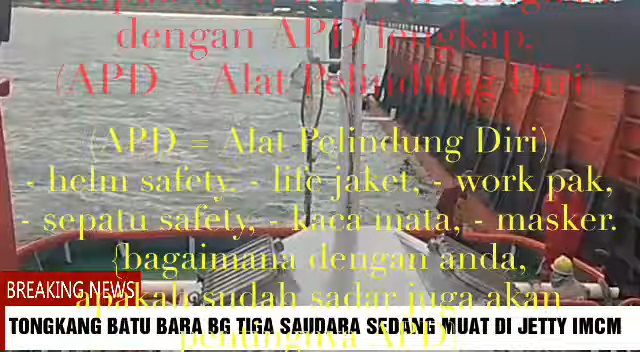 dengan APD lengkap.
(APD = Alat Pelindung Diri)
(APD = Alat Pelindung Diri)
- helm safety, - life jaket, - work pak,
- sepatu safety, - kaca mata, - masker.
{bagaimana dengan anda,
apakah sudah sadar juga akan
pentingnya APD}
BREAKING NEWS!
TONGKANG BATU BARA BG TIGA SAUDARA SEDANG MUAT DI JETTY IMCM